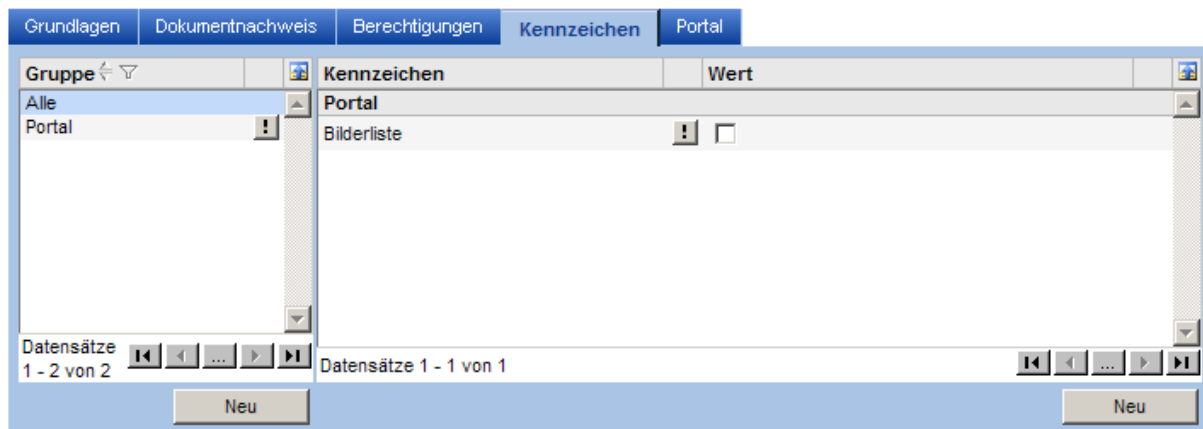 Grundlagen Dokumentnachweis Berechtigungen Kennzeichen Portal
Gruppe
Alle
Portal !
Datensätze
1 - 2 von 2 ...
Neu
Kennzeichen Wert
Portal
Bilderliste !
Datensätze 1 - 1 von 1 ...
Neu